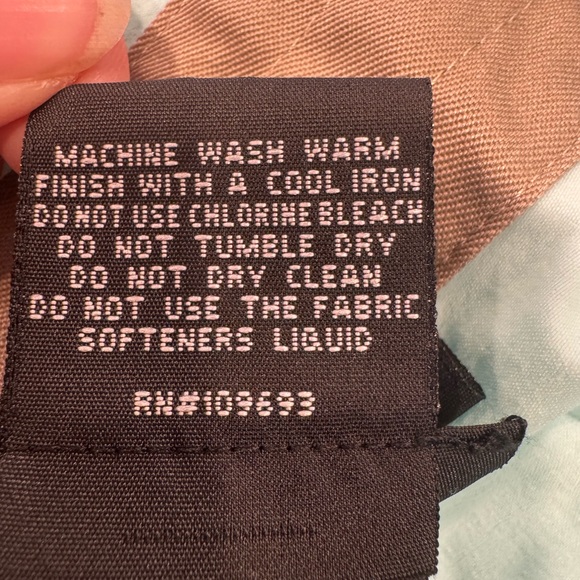 MACHINE WASH WARM
FINISH WITH A COOL IRON
DO NOT USE CHLORINE BLEACH
DO NOT TUMBLE DRY
DO NOT DRY CLEAN
DO NOT USE THE FABRIC
SOFTENERS LIQUID
RN#109693